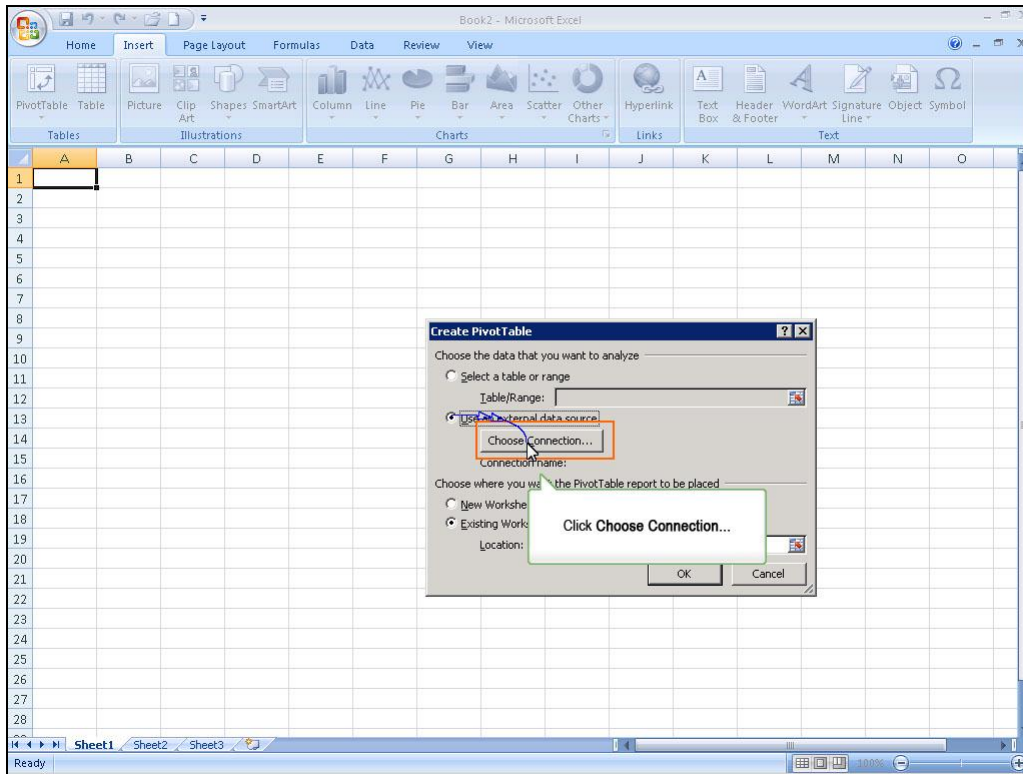 Book2 - Microsoft Excel
Home Insert Page Layout Formulas Data Review View
PivotTable Table Picture Clip Art Shapes SmartArt Column Line Pie Bar Area Scatter Other Charts Hyperlink Text Box Header & Footer WordArt Signature Line Object Symbol
Tables Illustrations Charts Links Text
A B C D E F G H I J K L M N O
1
2
3
4
5
6
7
8
9
10
11
12
13
14
15
16
17
18
19
20
21
22
23
24
25
26
27
28
Create PivotTable
Choose the data that you want to analyze
Select a table or range
Table/Range:
Use an external data source
Choose Connection...
Connection name:
Choose where you want the PivotTable report to be placed
New Workshe
Existing Works
Location:
Click Choose Connection...
OK Cancel
Sheet1 Sheet2 Sheet3
Ready 100%